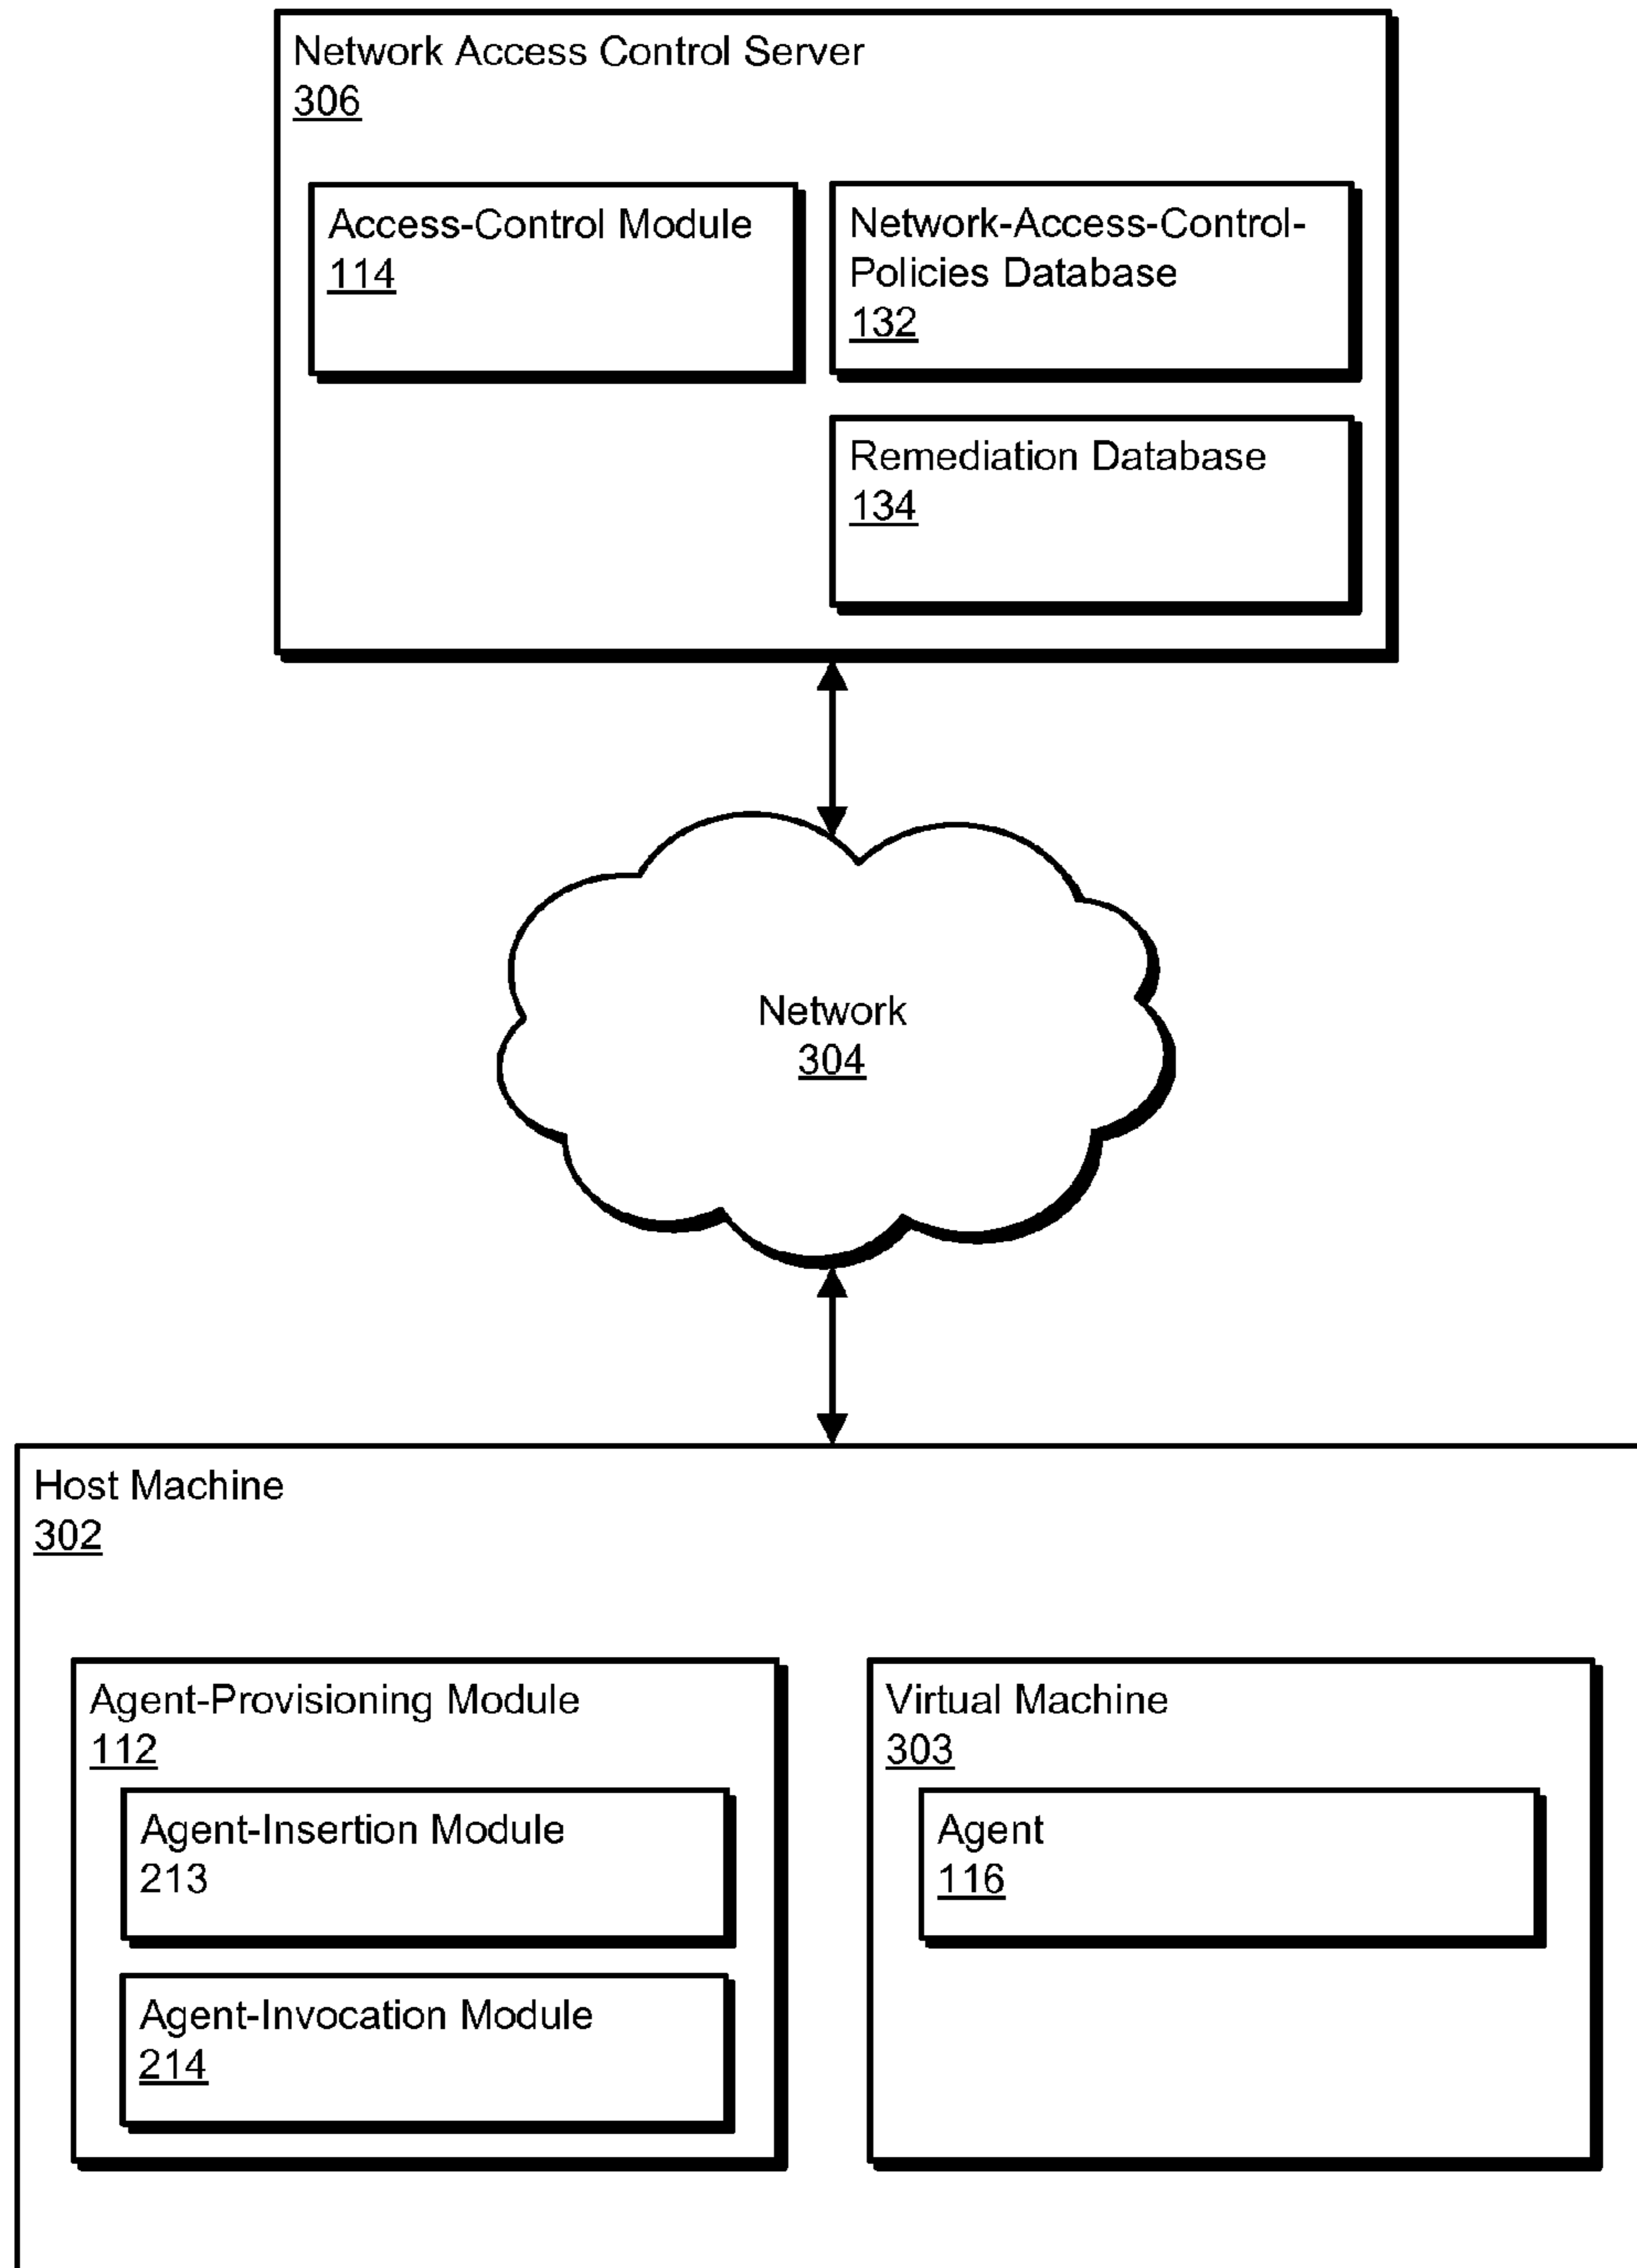 Network Access Control Server
306
Access-Control Module
114
Network-Access-Control-
Policies Database
132
Remediation Database
134
Network
304
Host Machine
302
Agent-Provisioning Module
112
Agent-Insertion Module
213
Agent-Invocation Module
214
Virtual Machine
303
Agent
116